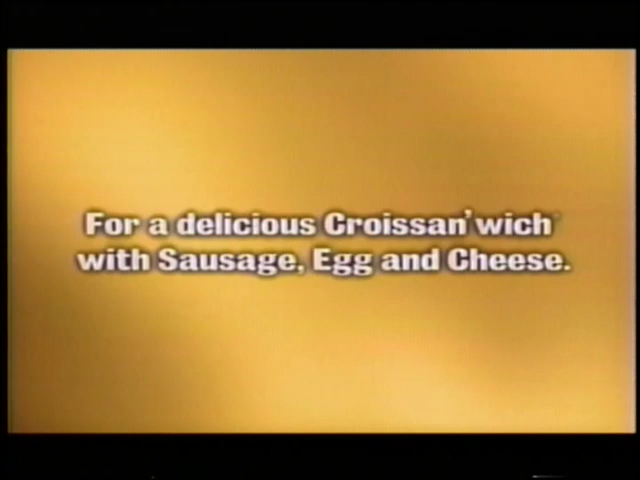 For a delicious Croissan'wich
with Sausage, Egg and Cheese.